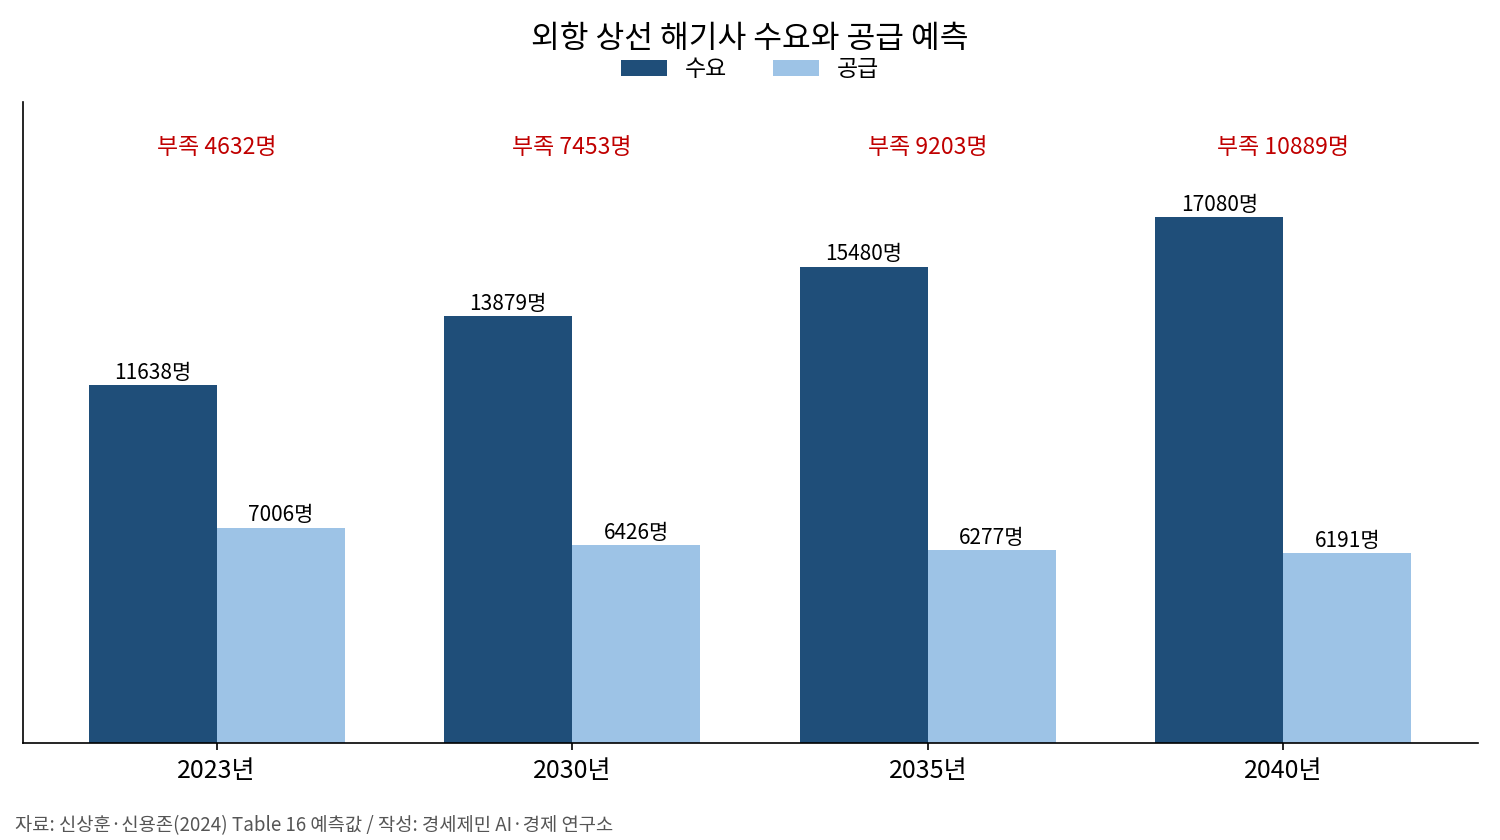 외항 상선 해기사 수요와 공급 예측
수요 공급
부족 4632명 부족 7453명 부족 9203명 부족 10889명
17080명
15480명
13879명
11638명
7006명
6426명
6277명
6191명
2023년 2030년 2035년 2040년
자료: 신상훈·신용존(2024) Table 16 예측값 / 작성: 경세제민 AI·경제 연구소